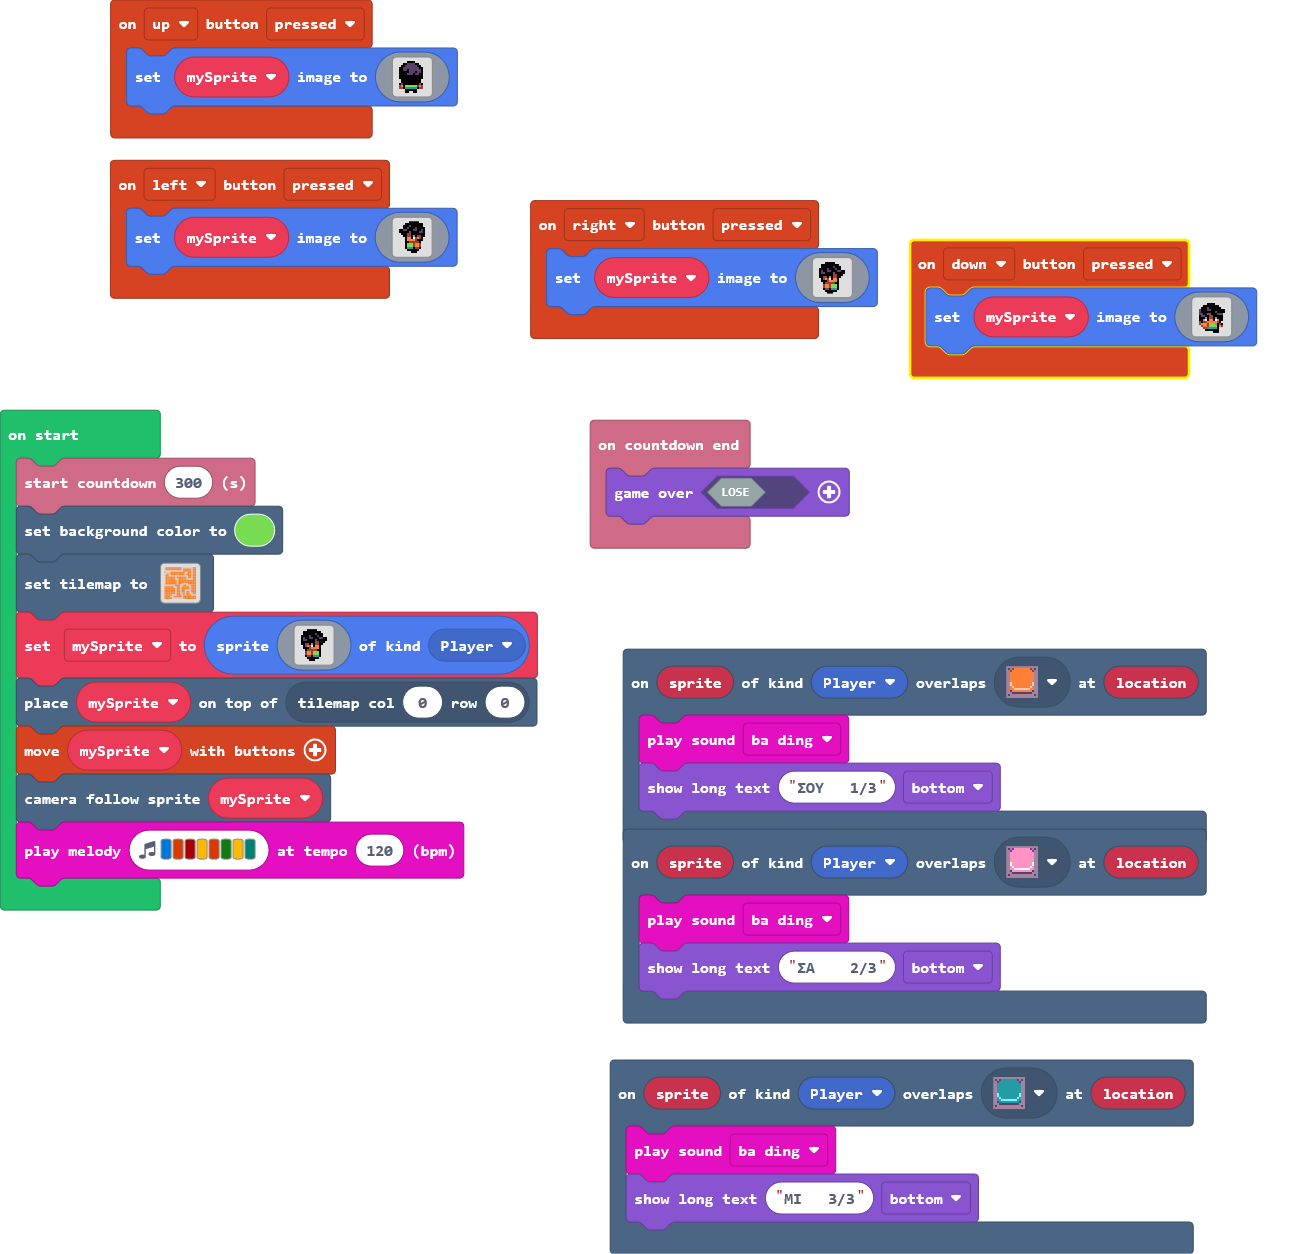 on up button pressed
set mySprite image to
on left button pressed
set mySprite image to
on right button pressed
set mySprite image to
on down button pressed
set mySprite image to
on start
start countdown 300 (s)
set background color to
set tilemap to
set mySprite to sprite of kind Player
place mySprite on top of tilemap col 0 row 0
move mySprite with buttons
camera follow sprite mySprite
play melody at tempo 120 (bpm)
on countdown end
game over LOSE
on sprite of kind Player overlaps at location
play sound ba ding
show long text "ΣΟΥ 1/3" bottom
on sprite of kind Player overlaps at location
play sound ba ding
show long text "ΣΑ 2/3" bottom
on sprite of kind Player overlaps at location
play sound ba ding
show long text "ΜΙ 3/3" bottom